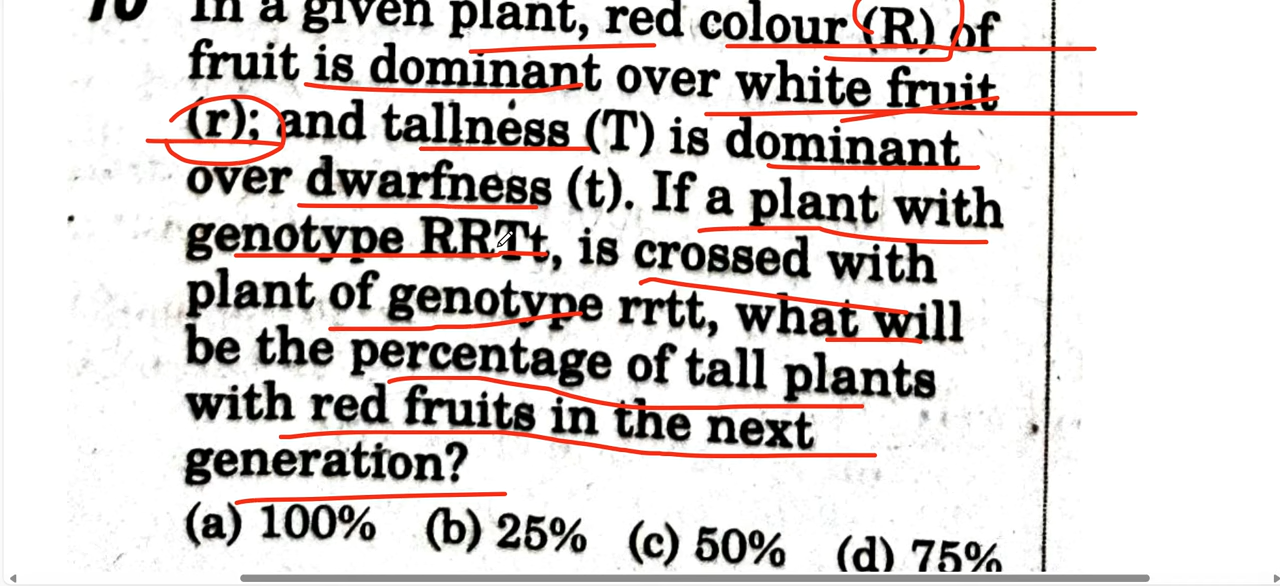 10 In a given plant, red colour (R) of
fruit is dominant over white fruit
(r); and tallness (T) is dominant
over dwarfness (t). If a plant with
genotype RRTt, is crossed with
plant of genotype rrtt, what will
be the percentage of tall plants
with red fruits in the next
generation?
(a) 100% (b) 25% (c) 50% (d) 75%